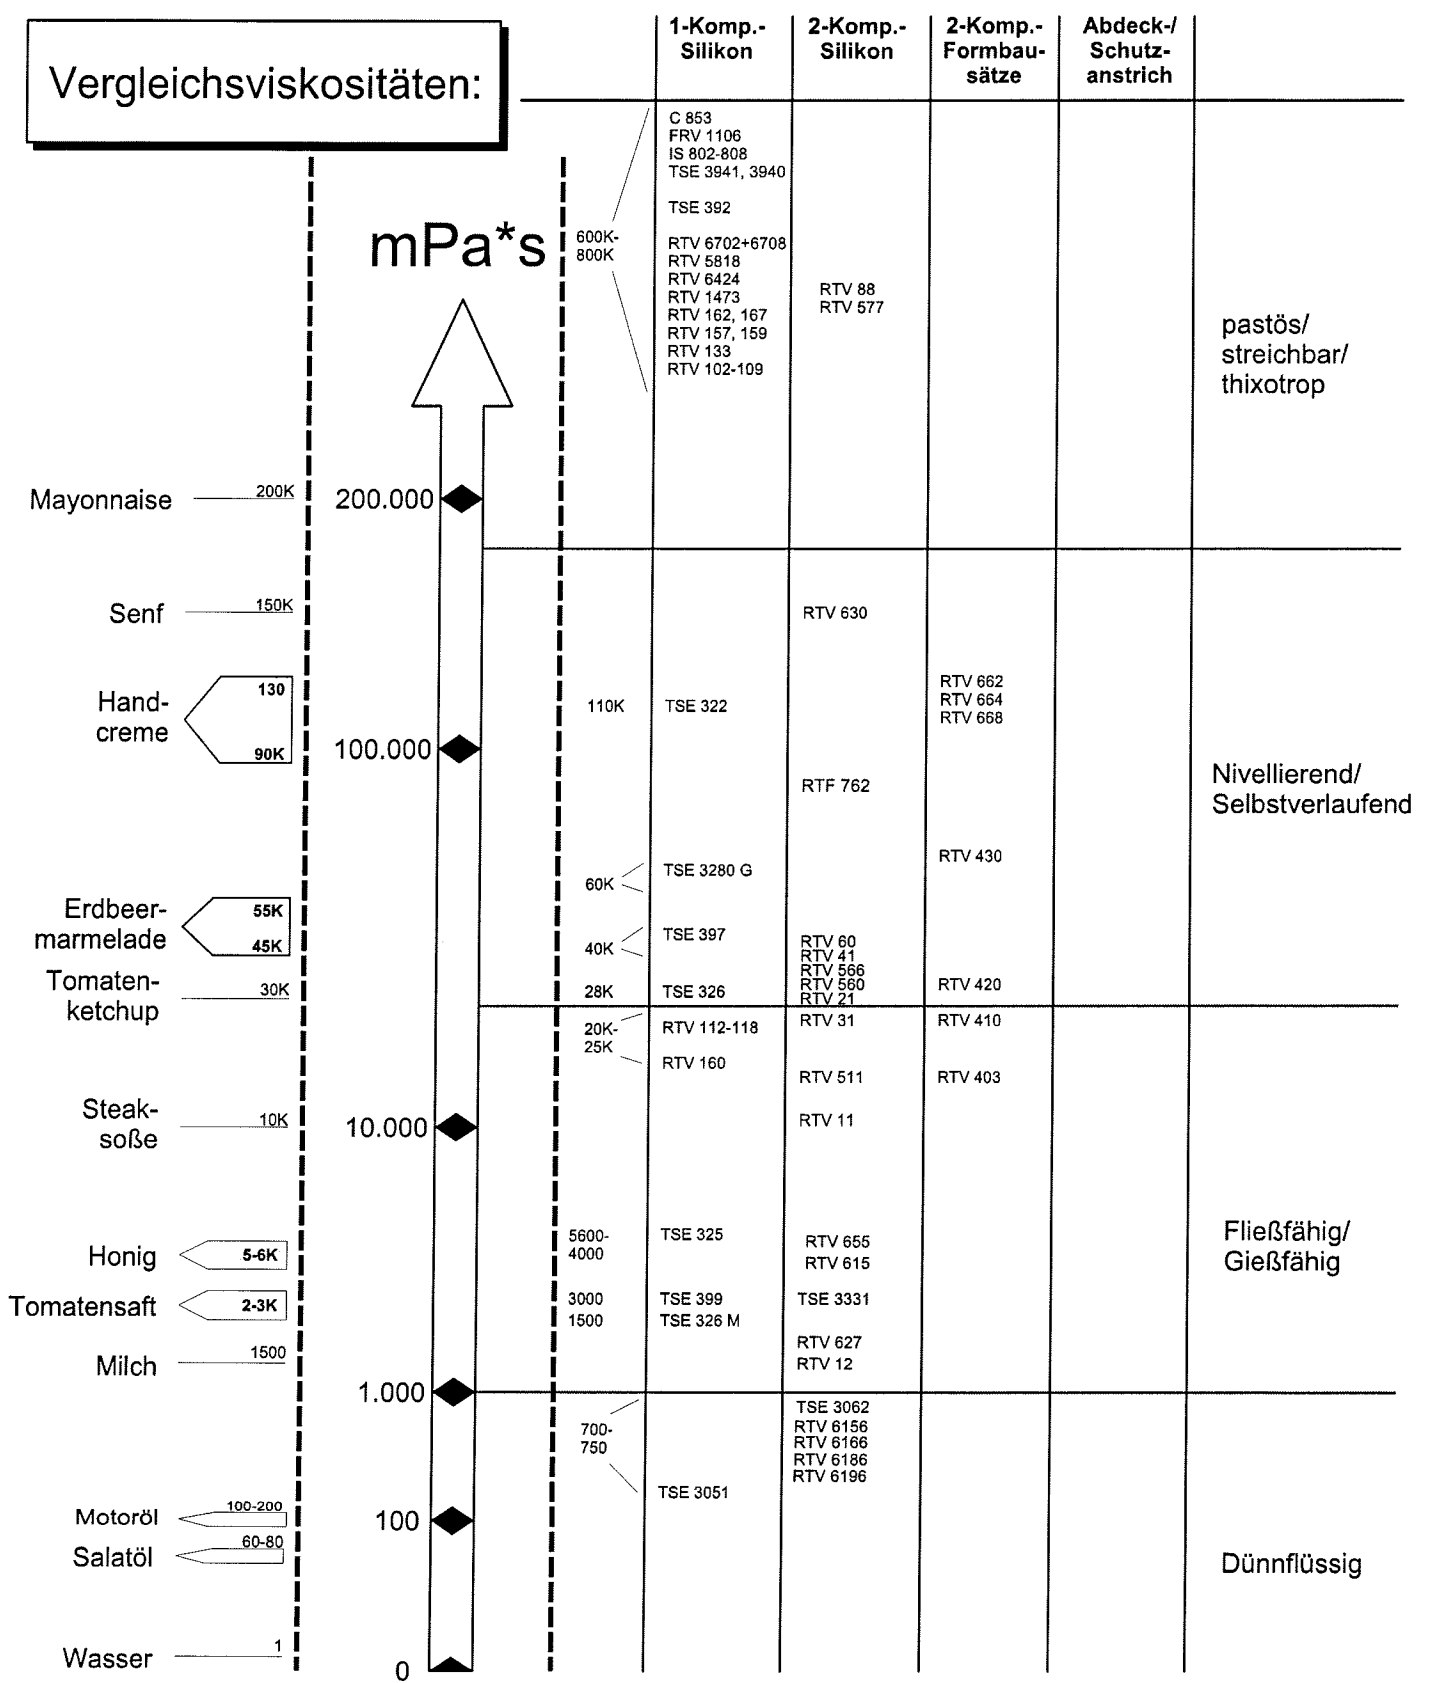 Vergleichsviskositäten:
1-Komp.-
Silikon
2-Komp.-
Silikon
2-Komp.-
Formbau-
sätze
Abdeck-/
Schutz-
anstrich
mPa*s
600K-
800K
C 853
FRV 1106
IS 802-808
TSE 3941, 3940
TSE 392
RTV 6702+6708
RTV 5818
RTV 6424
RTV 1473
RTV 162, 167
RTV 157, 159
RTV 133
RTV 102-109
RTV 88
RTV 577
pastös/
streichbar/
thixotrop
Mayonnaise 200K
200.000
Senf 150K
RTV 630
Hand-
creme
130
90K
110K TSE 322
RTV 662
RTV 664
RTV 668
100.000
RTF 762
Nivellierend/
Selbstverlaufend
RTV 430
60K TSE 3280 G
Erdbeer-
marmelade
55K
45K
40K TSE 397
RTV 60
RTV 41
RTV 566
RTV 560
RTV 21
Tomaten-
ketchup
30K
28K TSE 326
RTV 420
20K-
25K
RTV 112-118
RTV 160
RTV 31
RTV 410
RTV 511
RTV 403
Steak-
soße
10K
10.000
RTV 11
Honig 5-6K
5600-
4000
TSE 325
RTV 655
RTV 615
Fließfähig/
Gießfähig
Tomatensaft 2-3K
3000 TSE 399 TSE 3331
1500 TSE 326 M
Milch 1500
RTV 627
RTV 12
1.000
700-
750
TSE 3062
RTV 6156
RTV 6166
RTV 6186
RTV 6196
TSE 3051
Motoröl 100-200
100
Salatöl 60-80
Dünnflüssig
Wasser 1
0